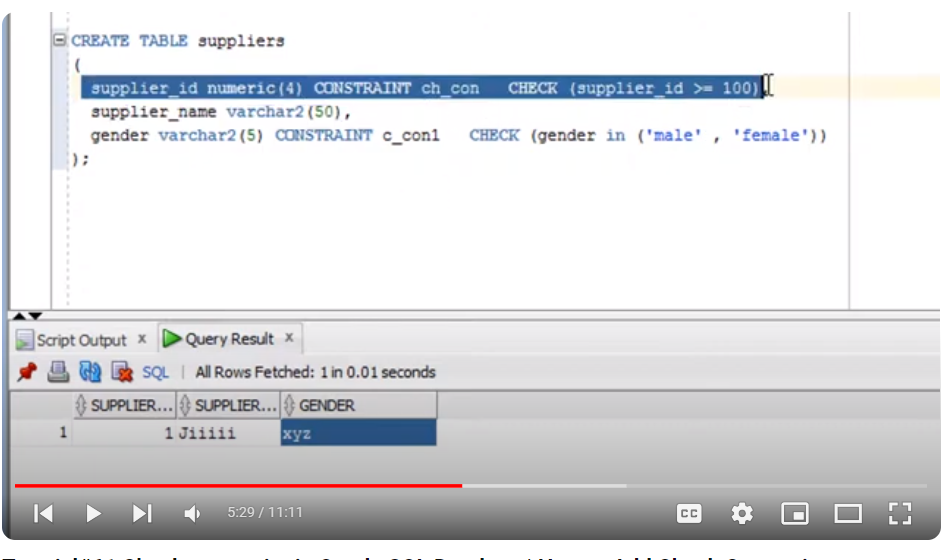 CREATE TABLE suppliers
(
supplier_id numeric(4) CONSTRAINT ch_con CHECK (supplier_id >= 100),
supplier_name varchar2(50),
gender varchar2(5) CONSTRAINT c_con1 CHECK (gender in ('male' , 'female'))
);
Script Output x Query Result x
SQL | All Rows Fetched: 1 in 0.01 seconds
SUPPLIER... SUPPLIER... GENDER
1 1 Jiiiii xyz
5:29 / 11:11 CC